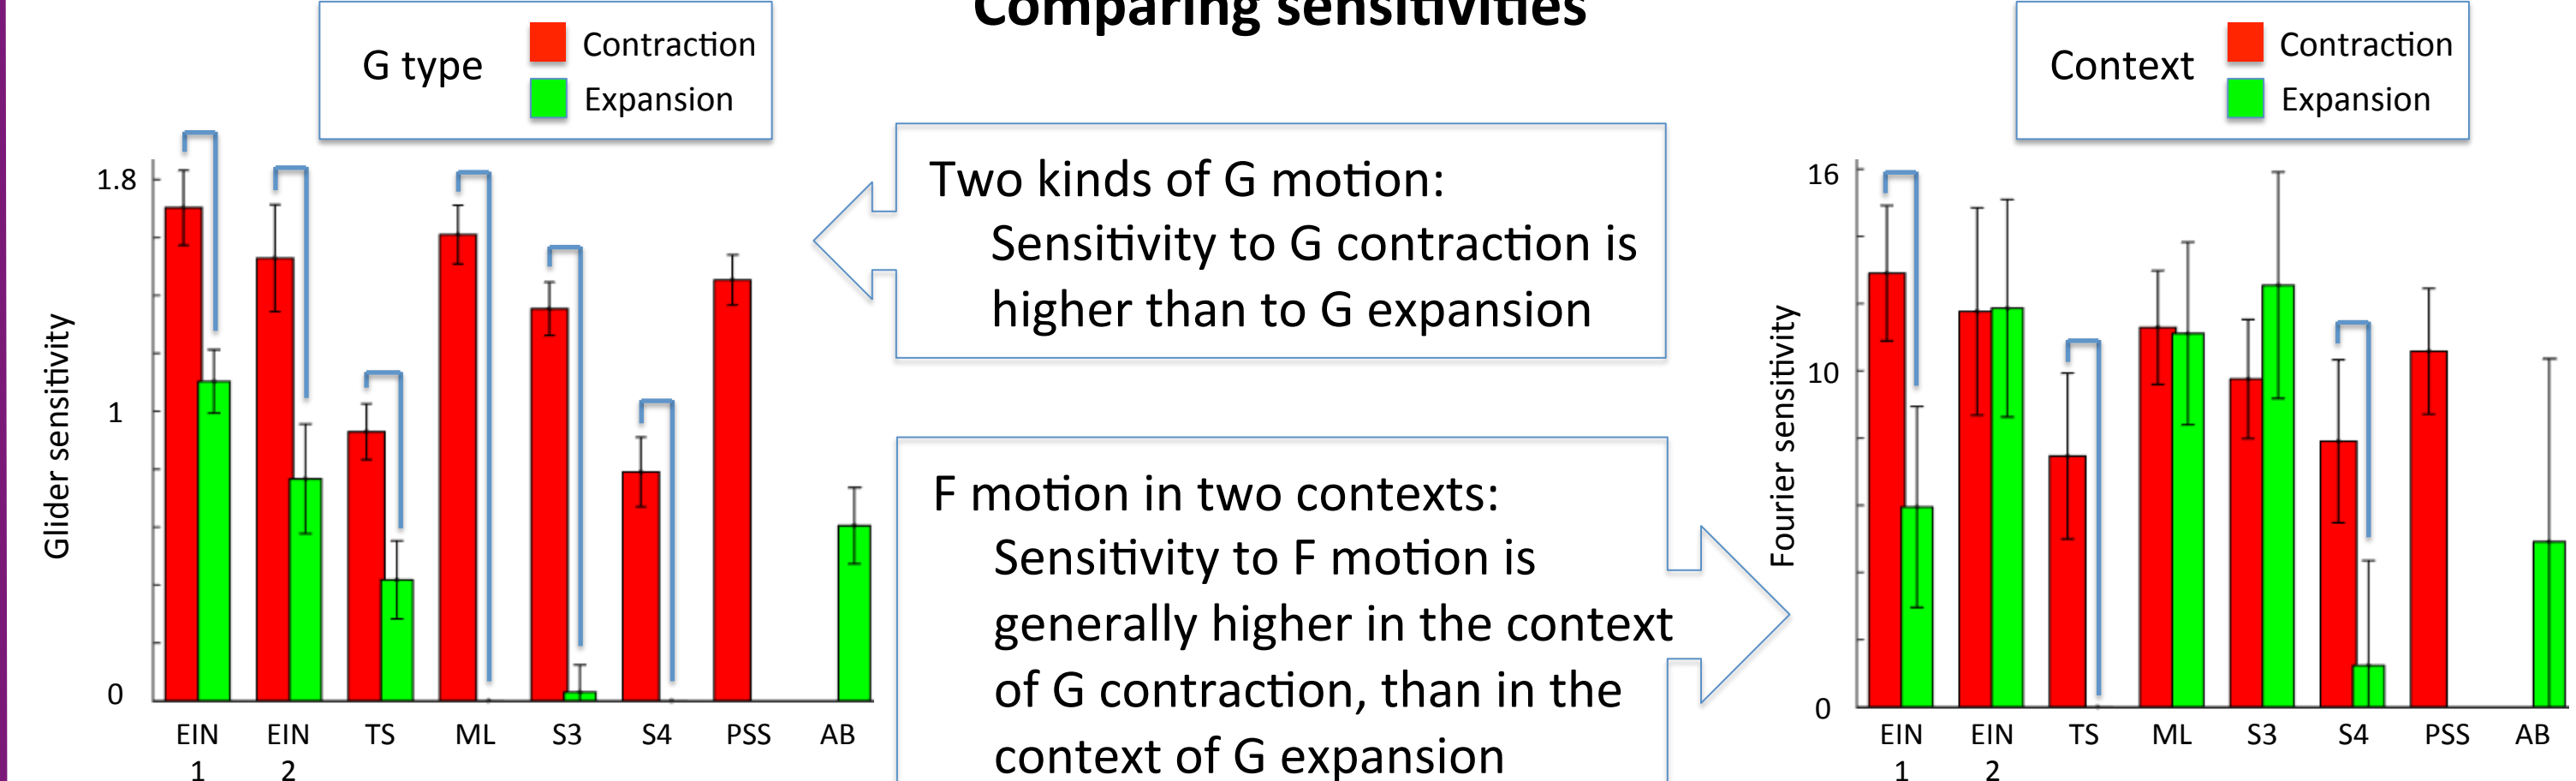 Comparing sensitivities
G type
Contraction
Expansion
1.8
1
0
Glider sensitivity
EIN
1
EIN
2
TS
ML
S3
S4
PSS
AB
Two kinds of G motion:
Sensitivity to G contraction is
higher than to G expansion
F motion in two contexts:
Sensitivity to F motion is
generally higher in the context
of G contraction, than in the
context of G expansion
Context
Contraction
Expansion
16
10
0
Fourier sensitivity
EIN
1
EIN
2
TS
ML
S3
S4
PSS
AB